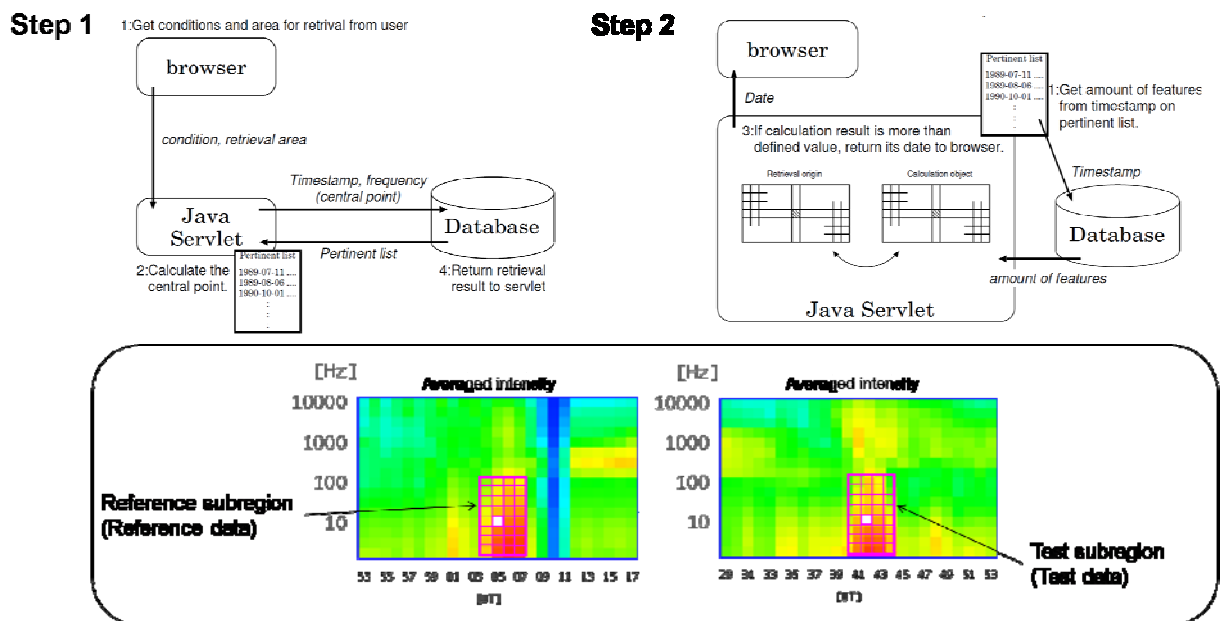 Step 1
1:Get conditions and area for retrival from user
browser
condition, retrieval area
Timestamp, frequency
(central point)
Java
Servlet
Database
Pertinent list
2:Calculate the
central point.
Pertinent list
1989-07-11 ....
1989-08-06 ....
1990-10-01 ....
4:Return retrieval
result to servlet
Step 2
browser
Date
Pertinent list
1989-07-11 ....
1989-08-06 ....
1990-10-01 ....
1:Get amount of features
from timestamp on
pertinent list.
3:If calculation result is more than
defined value, return its date to browser.
Retrieval origin
Calculation object
Timestamp
Database
amount of features
Java Servlet
[Hz]
Averaged intensity
10000
1000
100
10
53 55 57 59 01 03 05 07 09 11 13 15 17
[UT]
Reference subregion
(Reference data)
[Hz]
Averaged intensity
10000
1000
100
10
29 31 33 35 37 39 41 43 45 47 49 51 53
[UT]
Test subregion
(Test data)